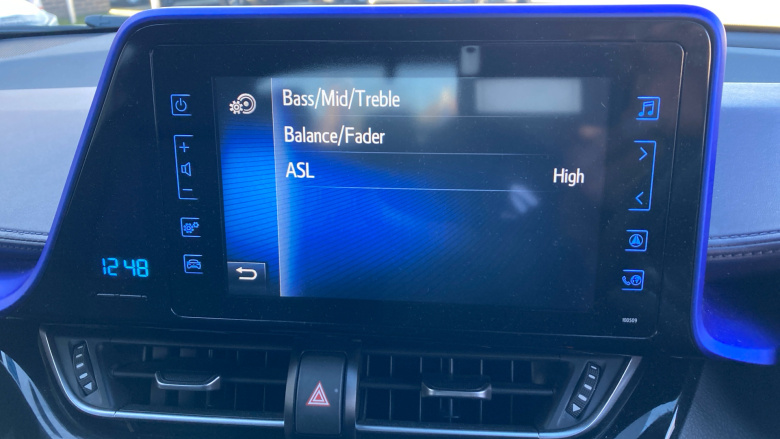 Bass/Mid/Treble
Balance/Fader
ASL High
12:48